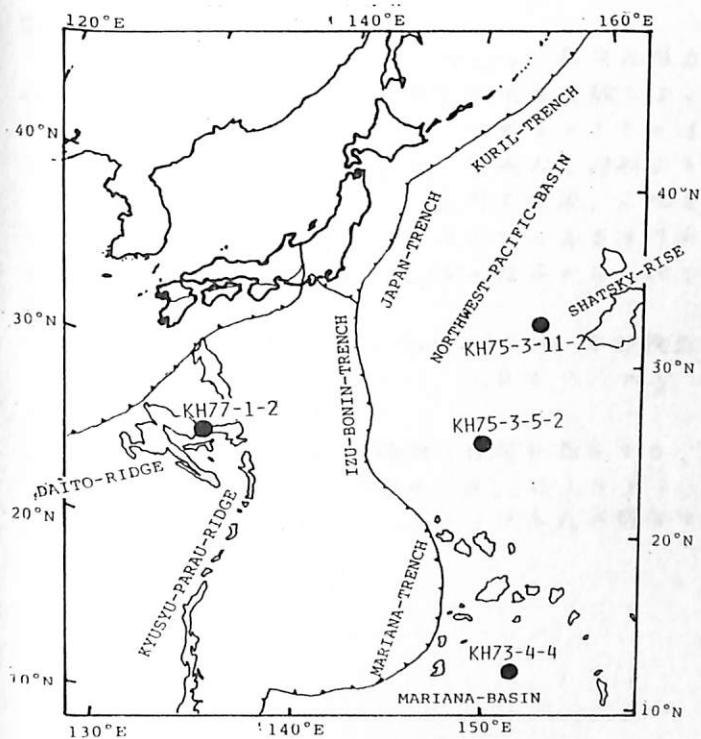 120°E
140°E
160°E
40°N
40°N
KURIL-TRENCH
JAPAN-TRENCH
NORTHWEST-PACIFIC-BASIN
SHATSKY-RISE
30°N
KH75-3-11-2
30°N
IZU-BONIN-TRENCH
KH77-1-2
KH75-3-5-2
DAITO-RIDGE
20°N
20°N
KYUSYU-PARAU-RIDGE
MARIANA-TRENCH
KH73-4-4
10°N
MARIANA-BASIN
10°N
130°E
140°E
150°E